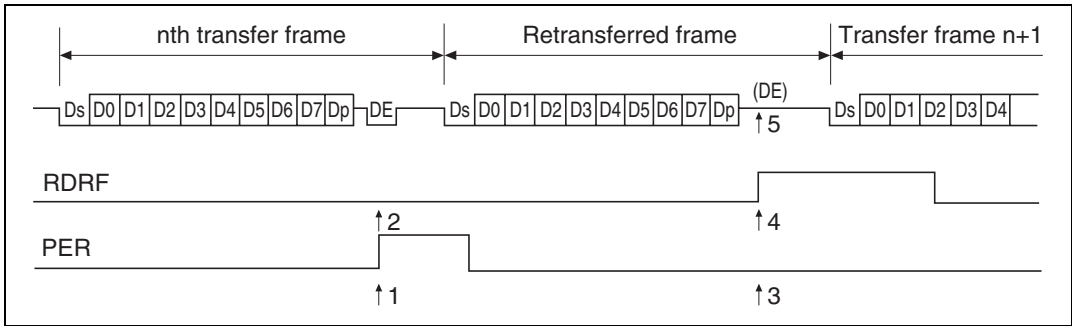 nth transfer frame Retransferred frame Transfer frame n+1
Ds D0 D1 D2 D3 D4 D5 D6 D7 Dp DE Ds D0 D1 D2 D3 D4 D5 D6 D7 Dp (DE) Ds D0 D1 D2 D3 D4
5
RDRF
2 4
PER
1 3